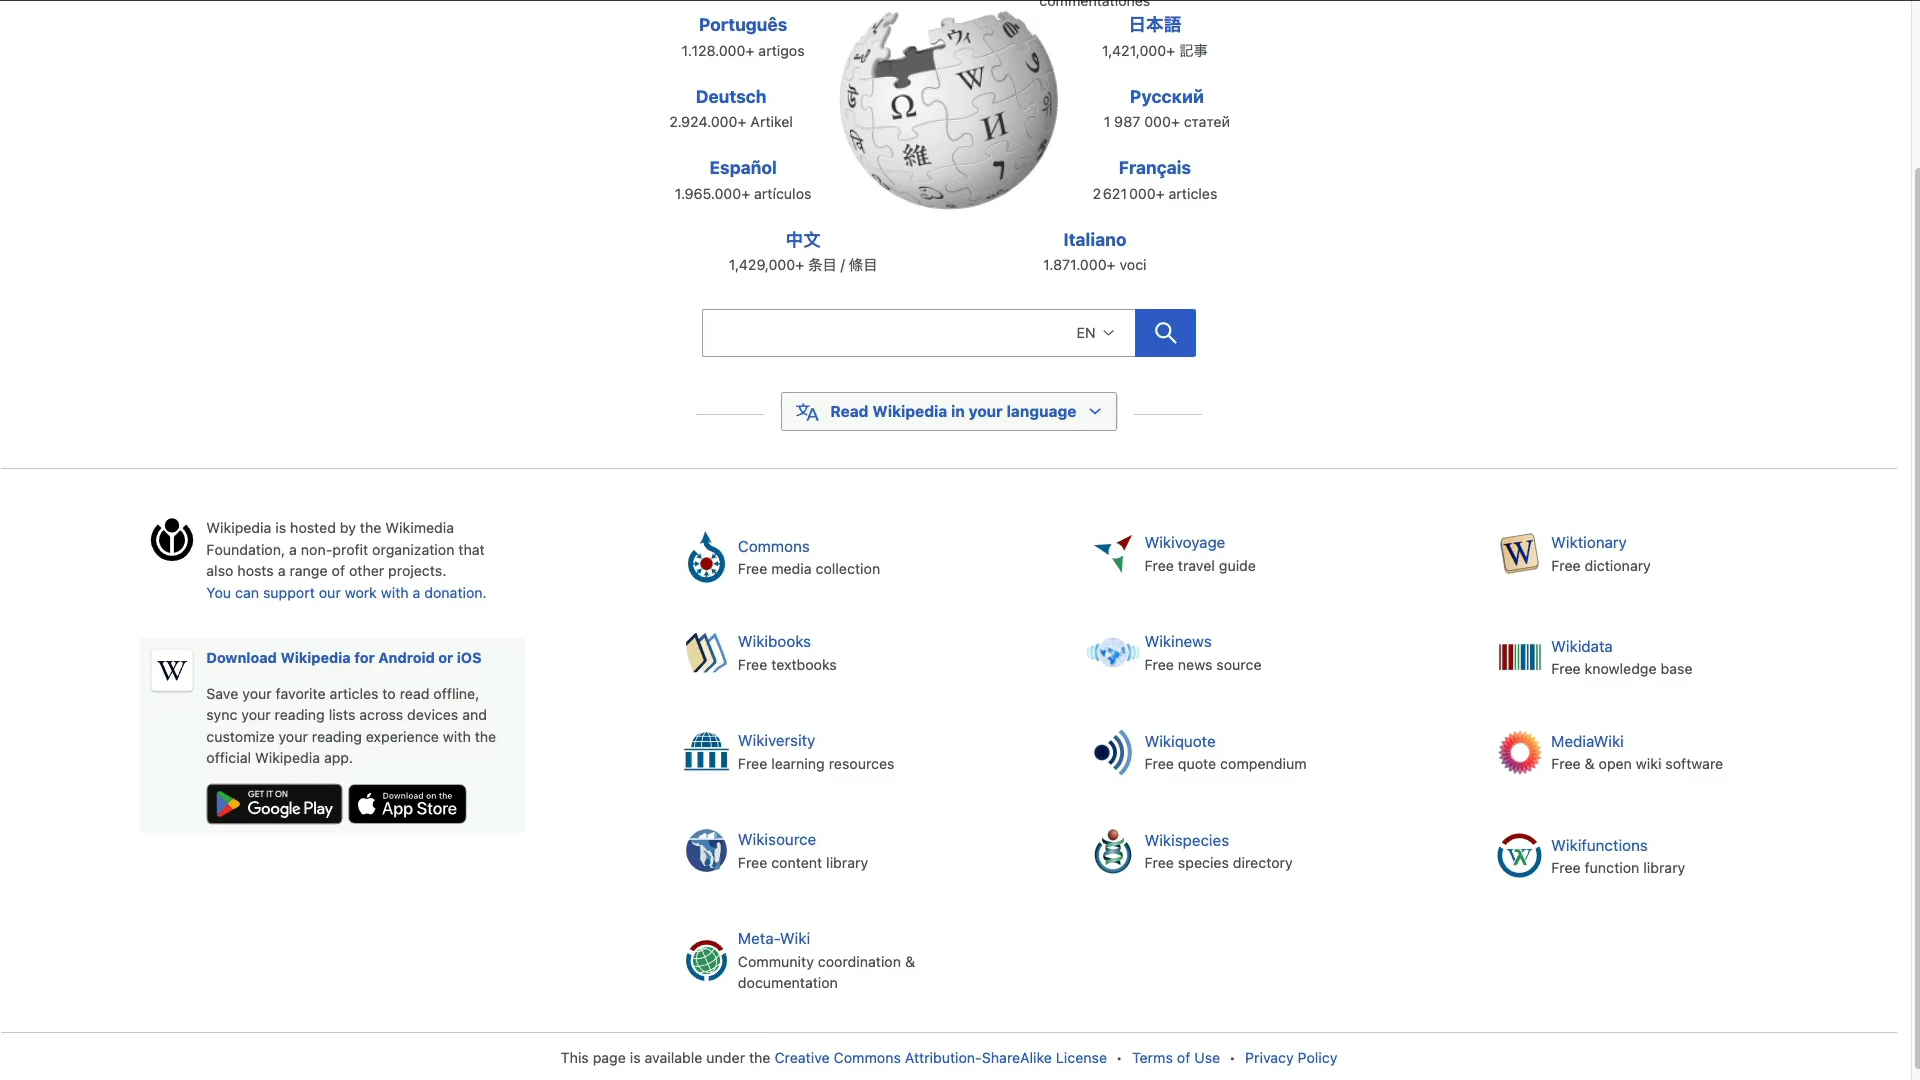 commentationes
Português
1.128.000+ artigos
日本語
1,421,000+ 記事
Deutsch
2.924.000+ Artikel
Русский
1 987 000+ статей
Español
1.965.000+ artículos
Français
2 621 000+ articles
中文
1,429,000+ 条目 / 條目
Italiano
1.871.000+ voci
Ω W И 維 ウィ
EN
Read Wikipedia in your language
Wikipedia is hosted by the Wikimedia
Foundation, a non-profit organization that
also hosts a range of other projects.
You can support our work with a donation.
W
Download Wikipedia for Android or iOS
Save your favorite articles to read offline,
sync your reading lists across devices and
customize your reading experience with the
official Wikipedia app.
GET IT ON
Google Play
Download on the
App Store
Commons
Free media collection
Wikivoyage
Free travel guide
W
Wiktionary
Free dictionary
Wikibooks
Free textbooks
Wikinews
Free news source
Wikidata
Free knowledge base
Wikiversity
Free learning resources
Wikiquote
Free quote compendium
MediaWiki
Free & open wiki software
Wikisource
Free content library
Wikispecies
Free species directory
Wikifunctions
Free function library
Meta-Wiki
Community coordination &
documentation
This page is available under the Creative Commons Attribution-ShareAlike License • Terms of Use • Privacy Policy